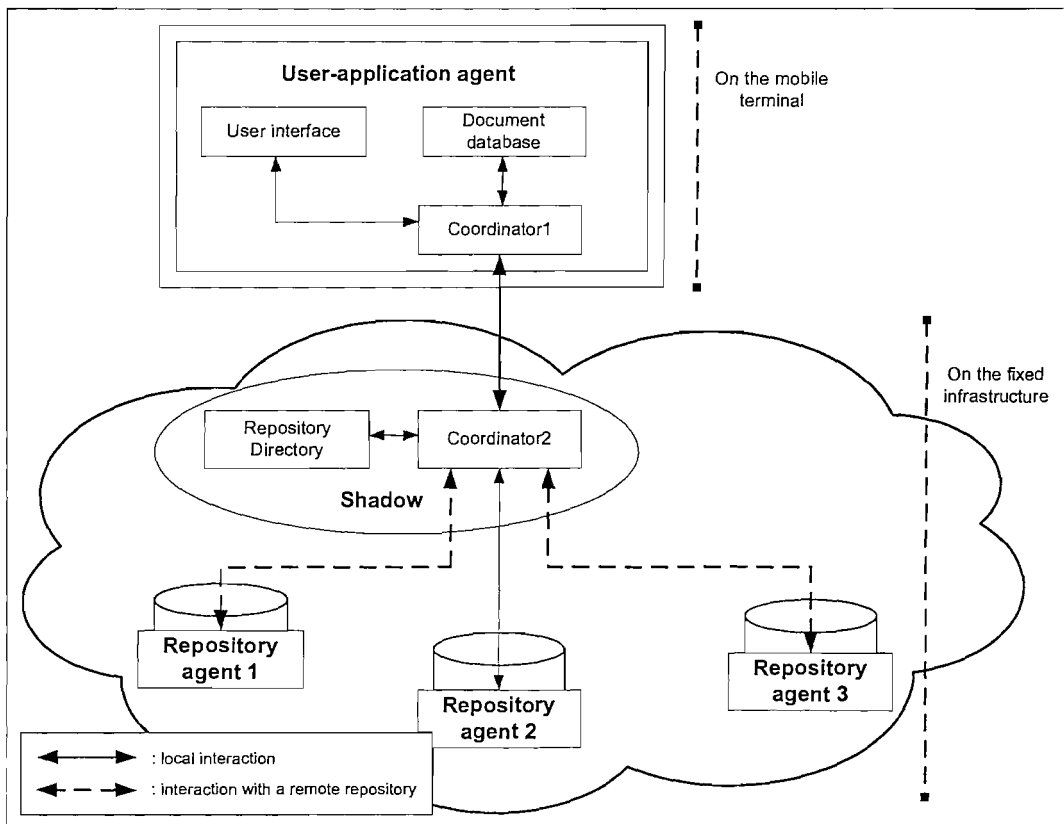 User-application agent
User interface
Document
database
Coordinator1
On the mobile
terminal
On the fixed
infrastructure
Repository
Directory
Coordinator2
Shadow
Repository
agent 1
Repository
agent 2
Repository
agent 3
: local interaction
: interaction with a remote repository